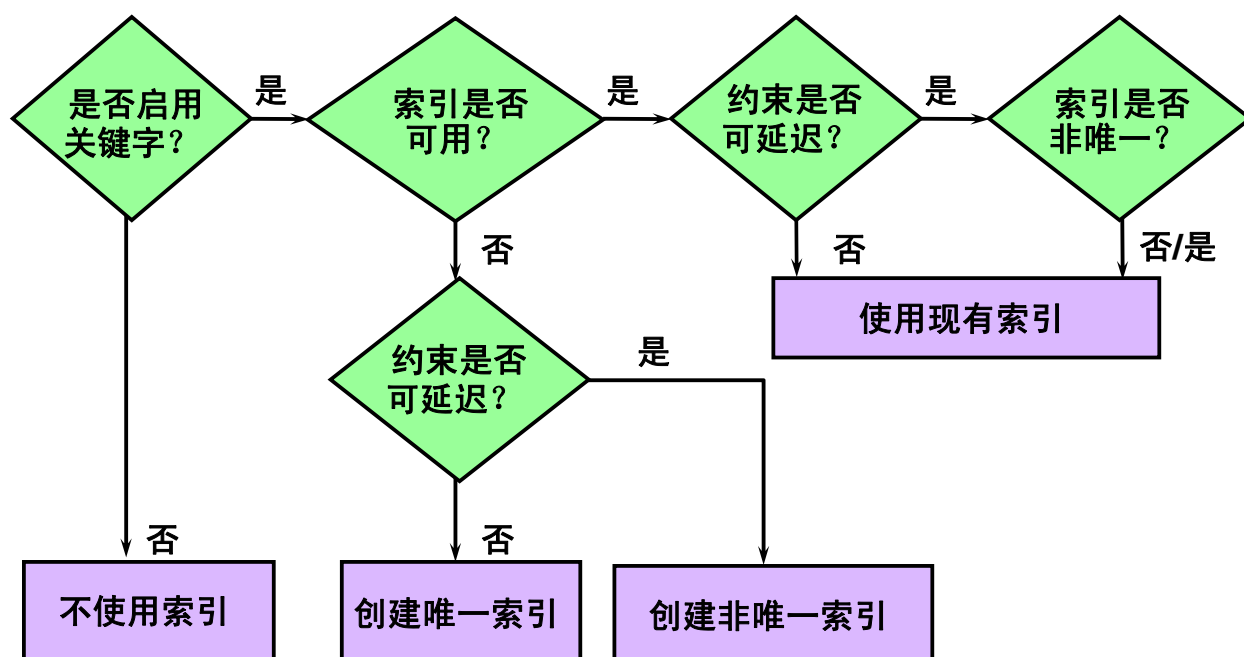 是否启用
关键字?
是
索引是否
可用?
是
约束是否
可延迟?
是
索引是否
非唯一?
否
否
否/是
使用现有索引
约束是否
可延迟?
是
否
否
不使用索引
创建唯一索引
创建非唯一索引